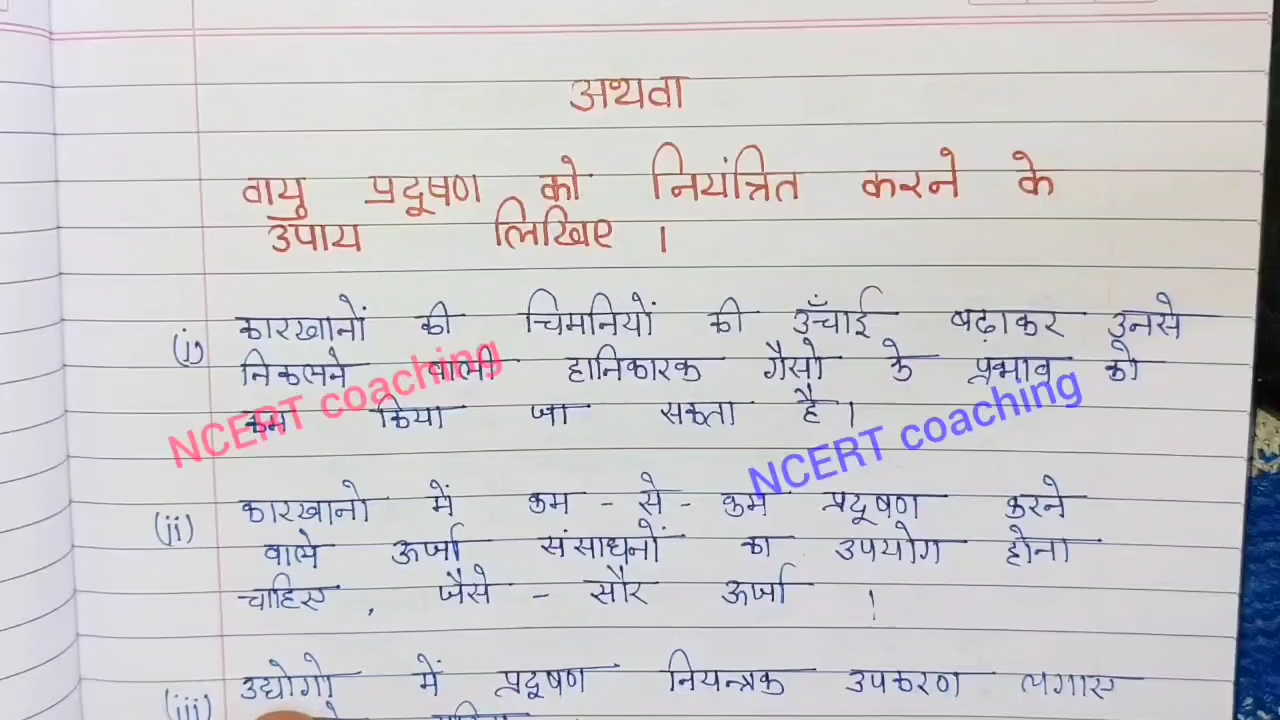 अथवा
वायु प्रदूषण को नियंत्रित करने के
उपाय लिखिए ।
(i) कारखानों की चिमनियों की उँचाई बढ़ाकर उनसे
निकलने वाली हानिकारक गैसो के प्रभाव को
कम किया जा सकता है ।
NCERT coaching
NCERT coaching
(ii) कारखानो में कम - से - कम प्रदूषण करने
वाले ऊर्जा संसाधनों का उपयोग होना
चाहिए , जैसे - सौर ऊर्जा ।
(iii) उद्योगो में प्रदूषण नियन्त्रक उपकरण लगाए